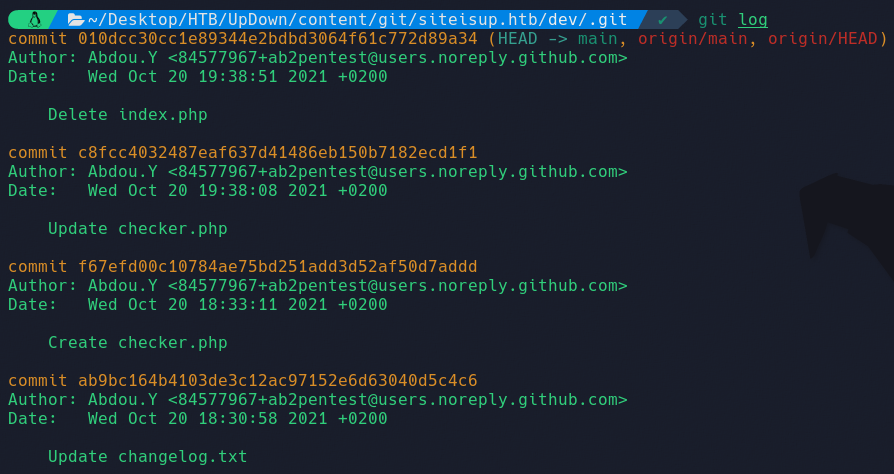 ~/Desktop/HTB/UpDown/content/git/siteisup.htb/dev/.git ✔ git log
commit 010dcc30cc1e89344e2bdbd3064f61c772d89a34 (HEAD -> main, origin/main, origin/HEAD)
Author: Abdou.Y <84577967+ab2pentest@users.noreply.github.com>
Date:   Wed Oct 20 19:38:51 2021 +0200
    Delete index.php
commit c8fcc4032487eaf637d41486eb150b7182ecd1f1
Author: Abdou.Y <84577967+ab2pentest@users.noreply.github.com>
Date:   Wed Oct 20 19:38:08 2021 +0200
    Update checker.php
commit f67efd00c10784ae75bd251add3d52af50d7addd
Author: Abdou.Y <84577967+ab2pentest@users.noreply.github.com>
Date:   Wed Oct 20 18:33:11 2021 +0200
    Create checker.php
commit ab9bc164b4103de3c12ac97152e6d63040d5c4c6
Author: Abdou.Y <84577967+ab2pentest@users.noreply.github.com>
Date:   Wed Oct 20 18:30:58 2021 +0200
    Update changelog.txt